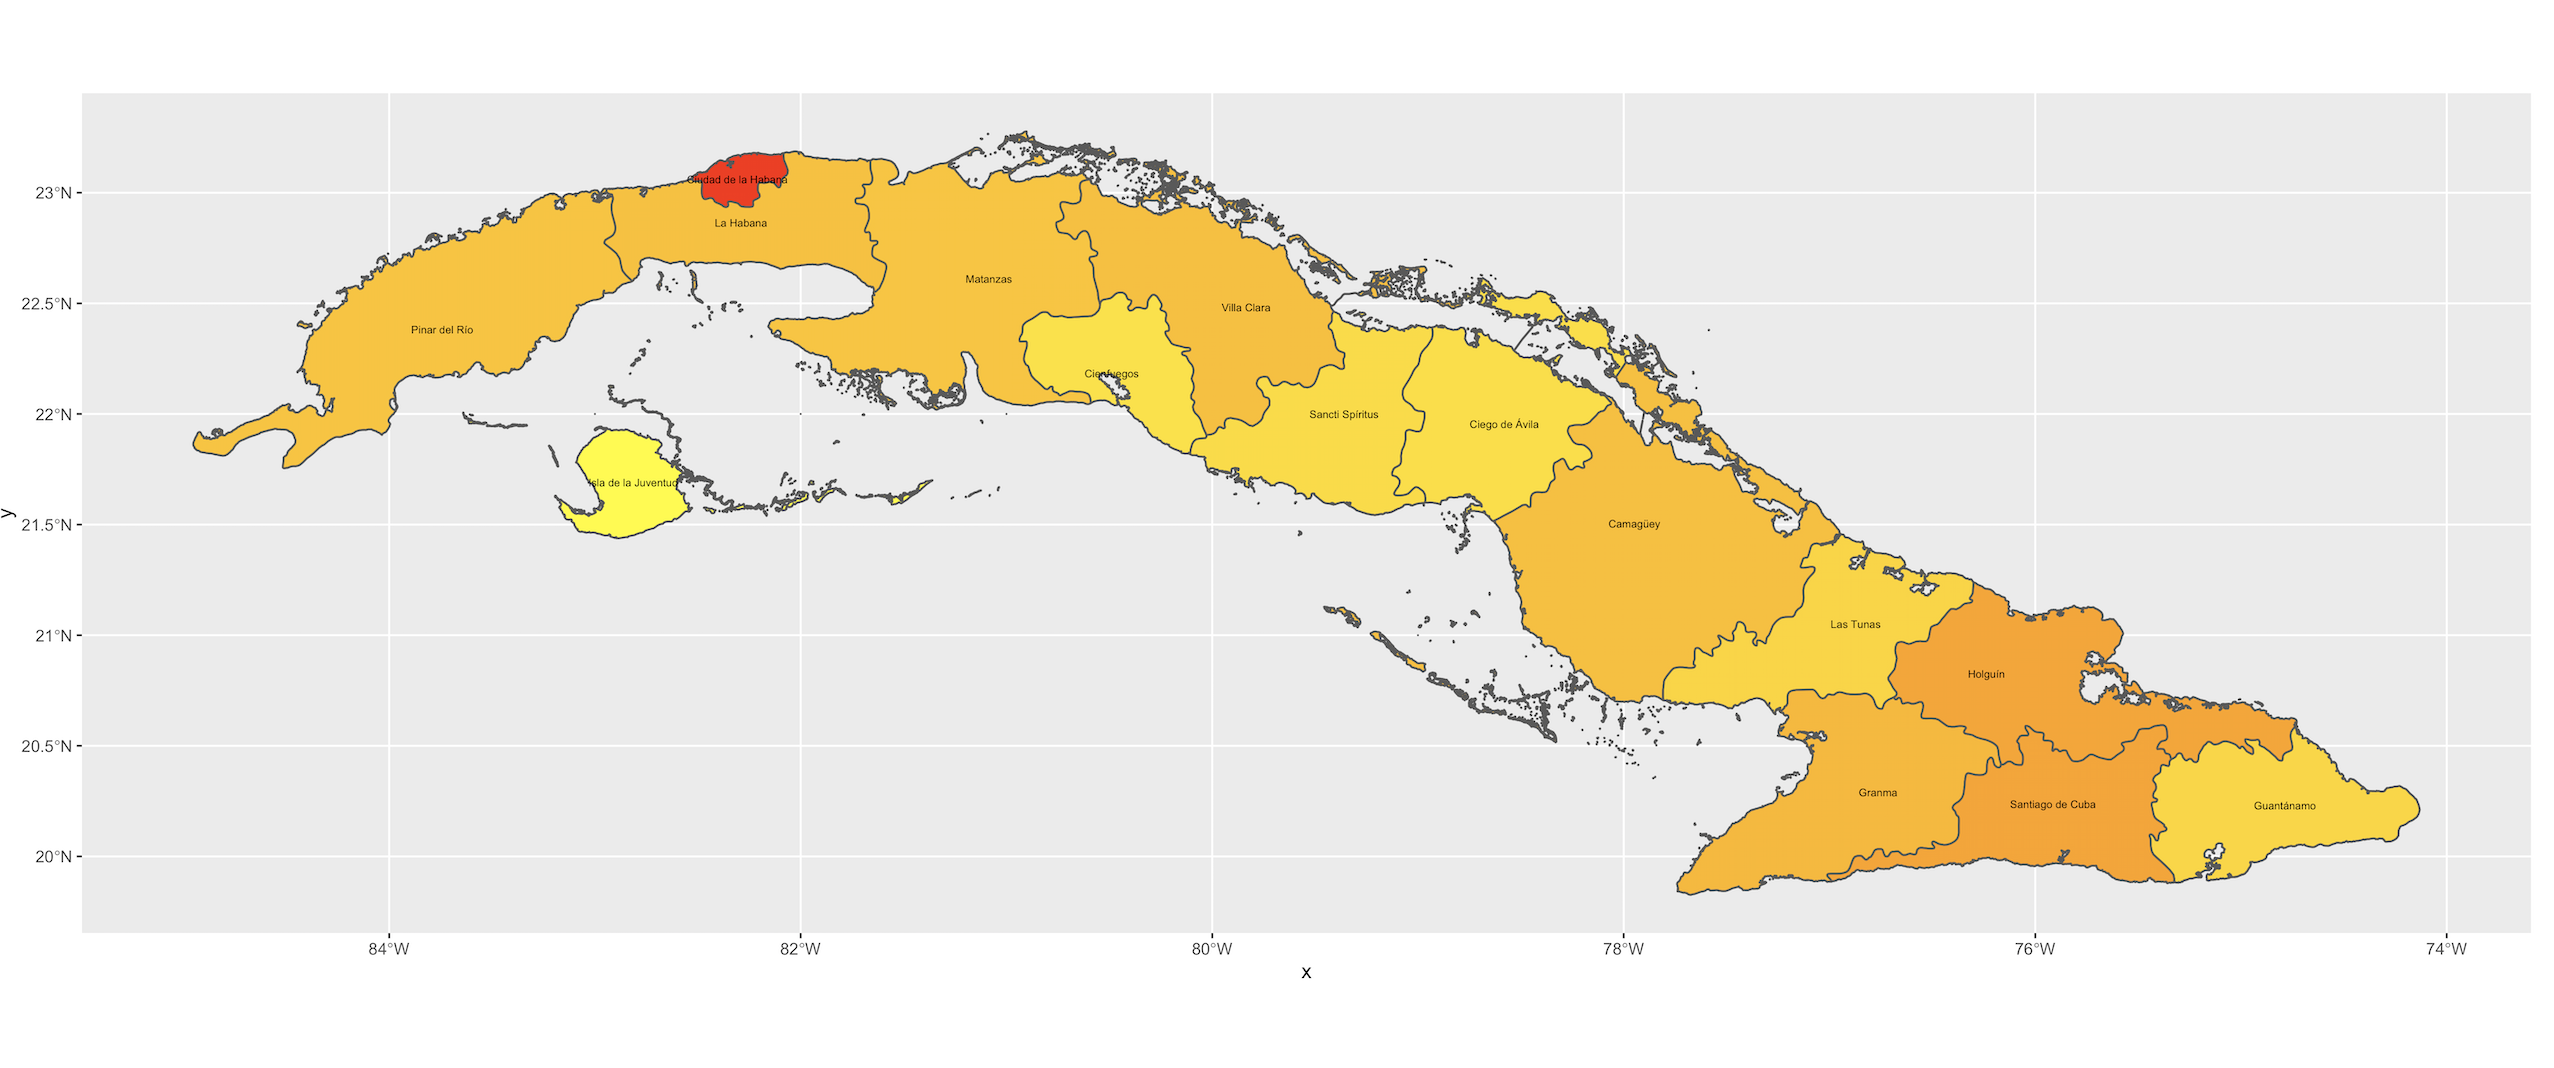 23°N
22.5°N
22°N
21.5°N
21°N
20.5°N
20°N
y
Ciudad de la Habana
La Habana
Matanzas
Villa Clara
Pinar del Río
Cienfuegos
Sancti Spíritus
Ciego de Ávila
Isla de la Juventud
Camagüey
Las Tunas
Holguín
Granma
Santiago de Cuba
Guantánamo
84°W
82°W
80°W
78°W
76°W
74°W
x